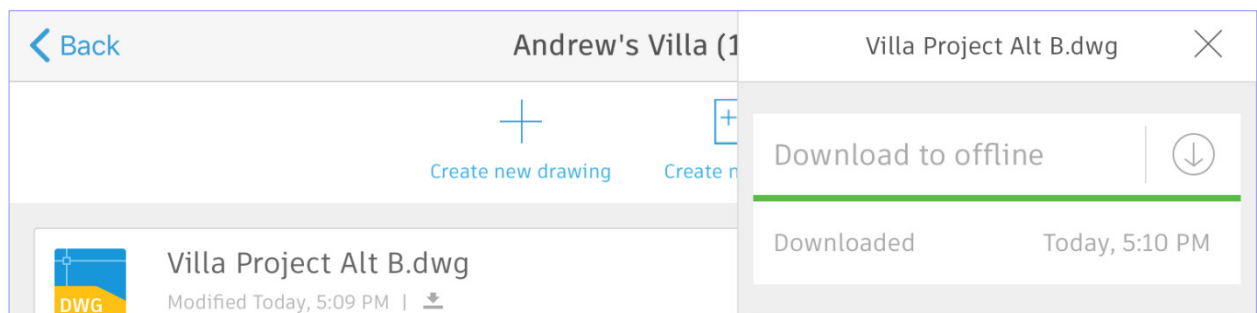 Back
Andrew's Villa (1
Create new drawing
Create n
Villa Project Alt B.dwg
Modified Today, 5:09 PM |
DWG
Villa Project Alt B.dwg
Download to offline
Downloaded
Today, 5:10 PM